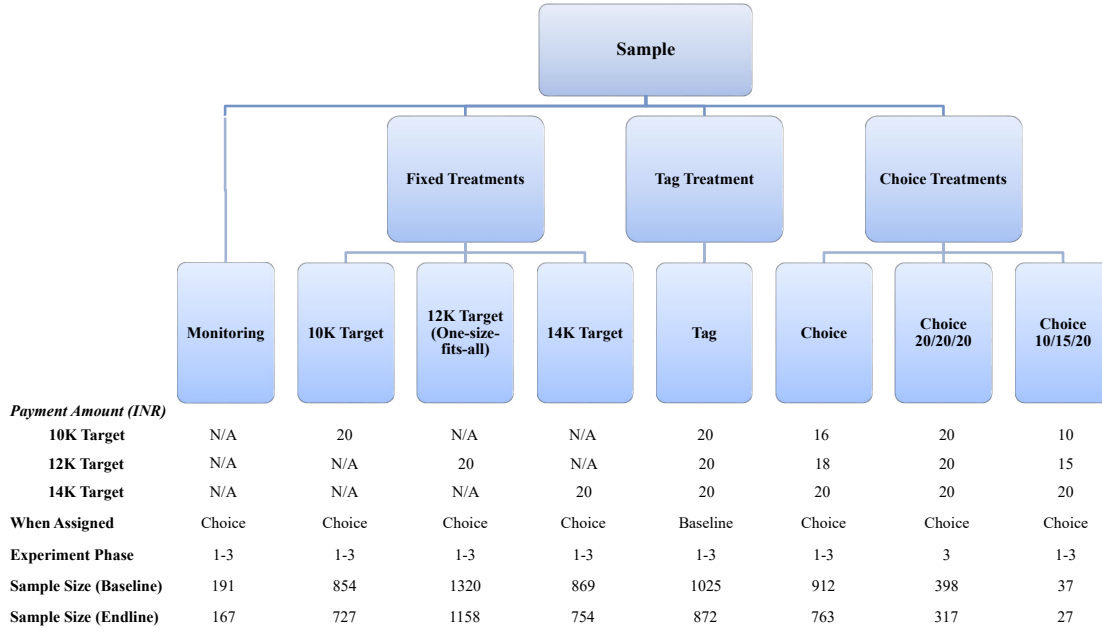 Sample
Fixed Treatments Tag Treatment Choice Treatments
Monitoring
10K Target
12K Target
(One-size-
fits-all)
14K Target
Tag
Choice
Choice
20/20/20
Choice
10/15/20
Payment Amount (INR)
10K Target N/A 20 N/A N/A 20 16 20 10
12K Target N/A N/A 20 N/A 20 18 20 15
14K Target N/A N/A N/A 20 20 20 20 20
When Assigned Choice Choice Choice Choice Baseline Choice Choice Choice
Experiment Phase 1-3 1-3 1-3 1-3 1-3 1-3 3 1-3
Sample Size (Baseline) 191 854 1320 869 1025 912 398 37
Sample Size (Endline) 167 727 1158 754 872 763 317 27